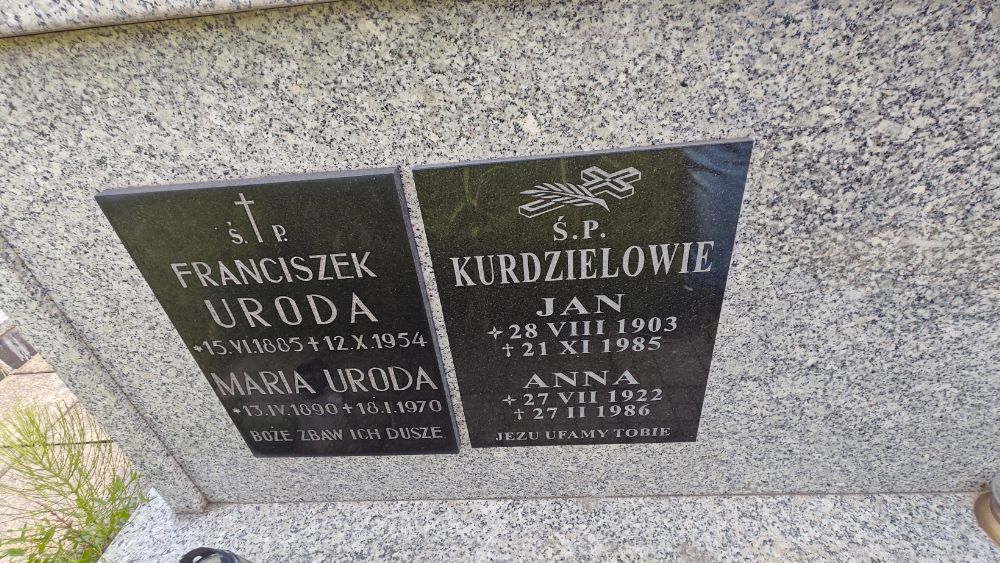 Ś. P.
FRANCISZEK
URODA
*15.VI.1885 + 12.X.1954
MARIA URODA
*13.IV.1890 + 18.I.1970
BOŻE ZBAW ICH DUSZE
Ś.P.
KURDZIELOWIE
JAN
✧ 28 VIII 1903
† 21 XI 1985
ANNA
✧ 27 VII 1922
† 27 II 1986
JEZU UFAMY TOBIE